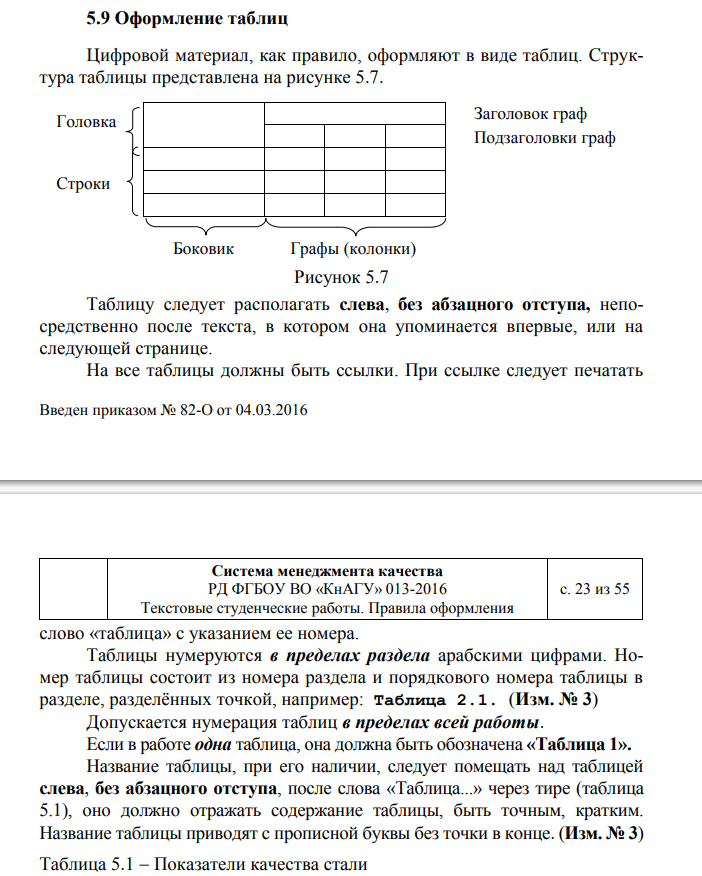 5.9 Оформление таблиц
Цифровой материал, как правило, оформляют в виде таблиц. Струк-
тура таблицы представлена на рисунке 5.7.
Головка
Заголовок граф
Подзаголовки граф
Строки
Боковик
Графы (колонки)
Рисунок 5.7
Таблицу следует располагать слева, без абзацного отступа, непо-
средственно после текста, в котором она упоминается впервые, или на
следующей странице.
На все таблицы должны быть ссылки. При ссылке следует печатать
Введен приказом № 82-О от 04.03.2016
Система менеджмента качества
РД ФГБОУ ВО «КнАГУ» 013-2016
Текстовые студенческие работы. Правила оформления
с. 23 из 55
слово «таблица» с указанием ее номера.
Таблицы нумеруются в пределах раздела арабскими цифрами. Но-
мер таблицы состоит из номера раздела и порядкового номера таблицы в
разделе, разделённых точкой, например: Таблица 2.1. (Изм. № 3)
Допускается нумерация таблиц в пределах всей работы.
Если в работе одна таблица, она должна быть обозначена «Таблица 1».
Название таблицы, при его наличии, следует помещать над таблицей
слева, без абзацного отступа, после слова «Таблица...» через тире (таблица
5.1), оно должно отражать содержание таблицы, быть точным, кратким.
Название таблицы приводят с прописной буквы без точки в конце. (Изм. № 3)
Таблица 5.1 – Показатели качества стали